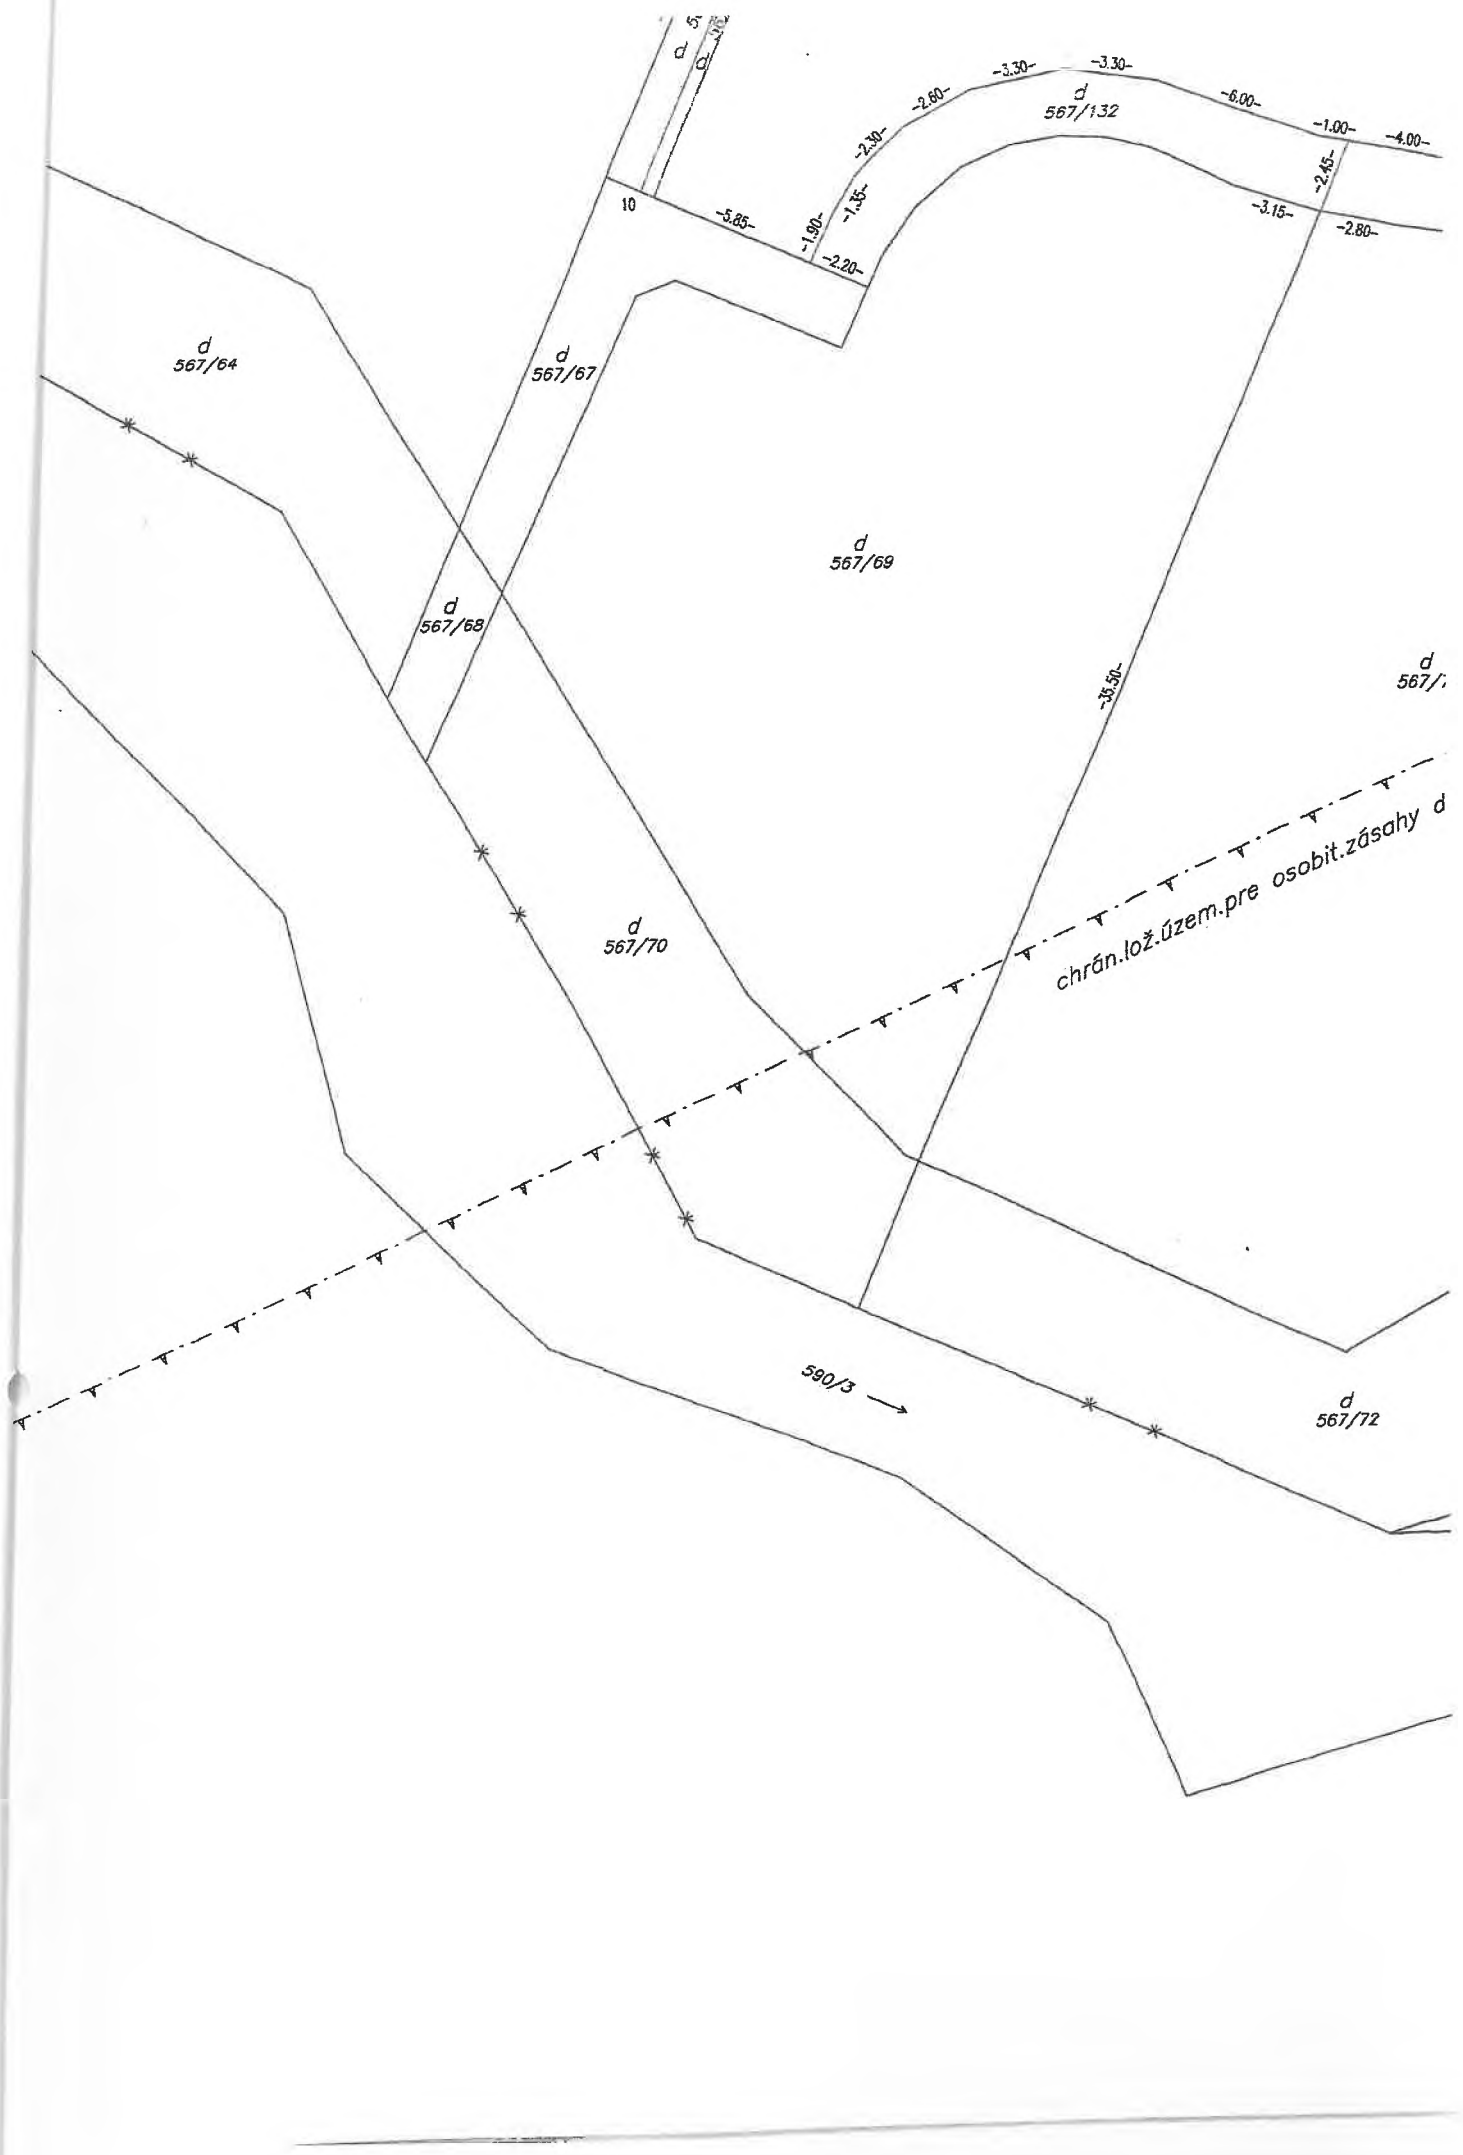 d
d
-3.30-
-3.30-
-2.60-
d
567/132
-6.00-
-1.00-
-4.00-
-2.30-
-2.45-
-1.35-
10
-5.85-
-1.90-
-3.15-
-2.80-
-2.20-
d
567/64
d
567/67
d
567/69
d
567/68
d
567/
-35.50-
chrán.lož.územ.pre osobit.zásahy d
d
567/70
590/3
d
567/72